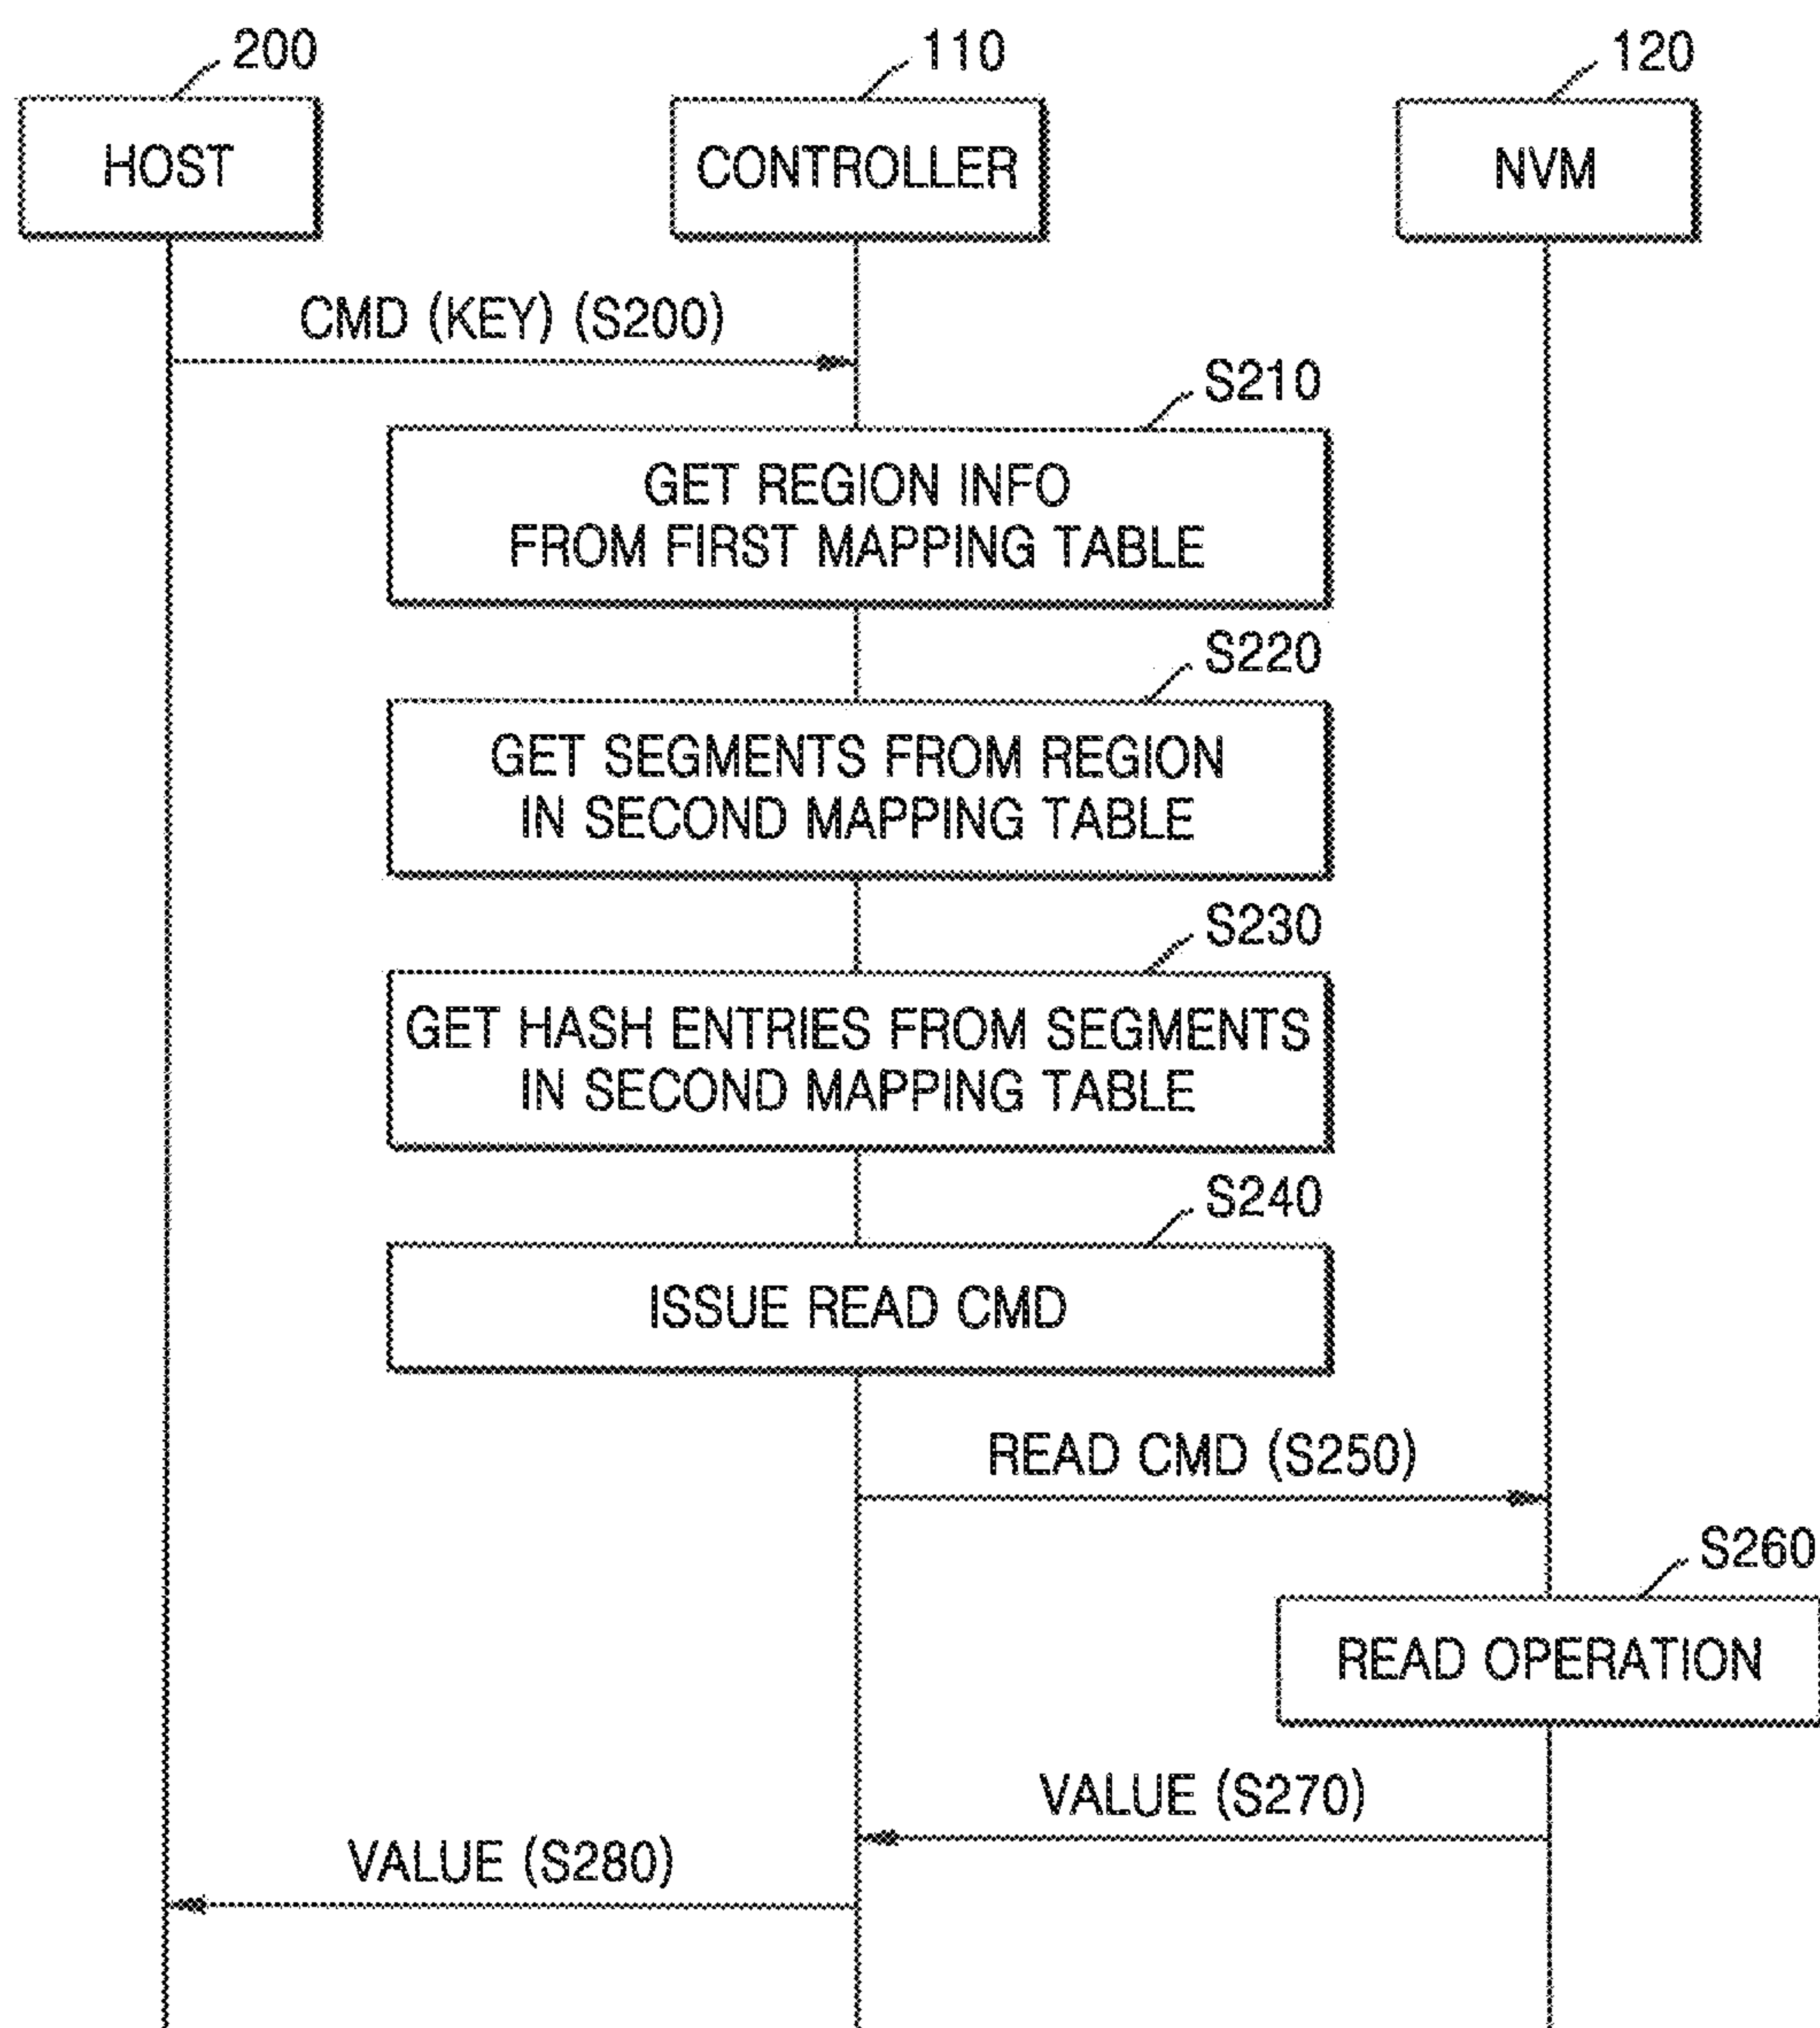 200
110
120
HOST
CONTROLLER
NVM
CMD (KEY) (S200)
S210
GET REGION INFO
FROM FIRST MAPPING TABLE
S220
GET SEGMENTS FROM REGION
IN SECOND MAPPING TABLE
S230
GET HASH ENTRIES FROM SEGMENTS
IN SECOND MAPPING TABLE
S240
ISSUE READ CMD
READ CMD (S250)
S260
READ OPERATION
VALUE (S270)
VALUE (S280)